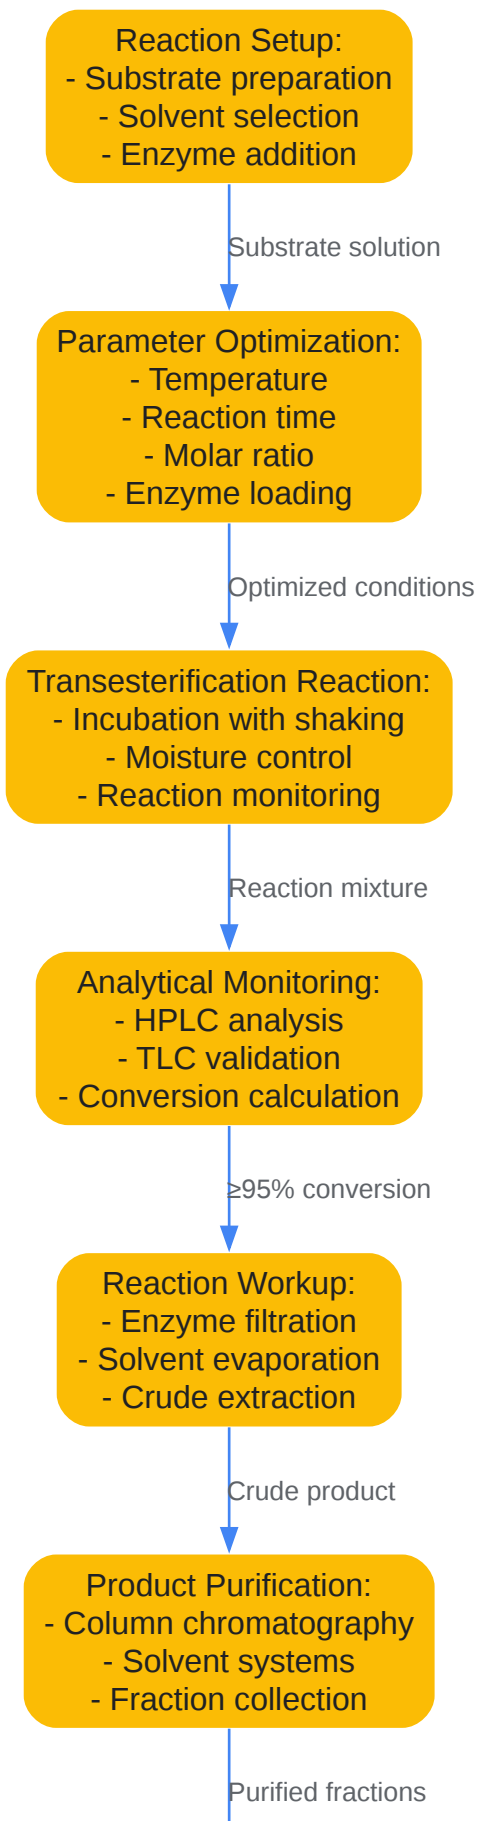 Reaction Setup:
- Substrate preparation
- Solvent selection
- Enzyme addition
Substrate solution
Parameter Optimization:
- Temperature
- Reaction time
- Molar ratio
- Enzyme loading
Optimized conditions
Transesterification Reaction:
- Incubation with shaking
- Moisture control
- Reaction monitoring
Reaction mixture
Analytical Monitoring:
- HPLC analysis
- TLC validation
- Conversion calculation
≥95% conversion
Reaction Workup:
- Enzyme filtration
- Solvent evaporation
- Crude extraction
Crude product
Product Purification:
- Column chromatography
- Solvent systems
- Fraction collection
Purified fractions